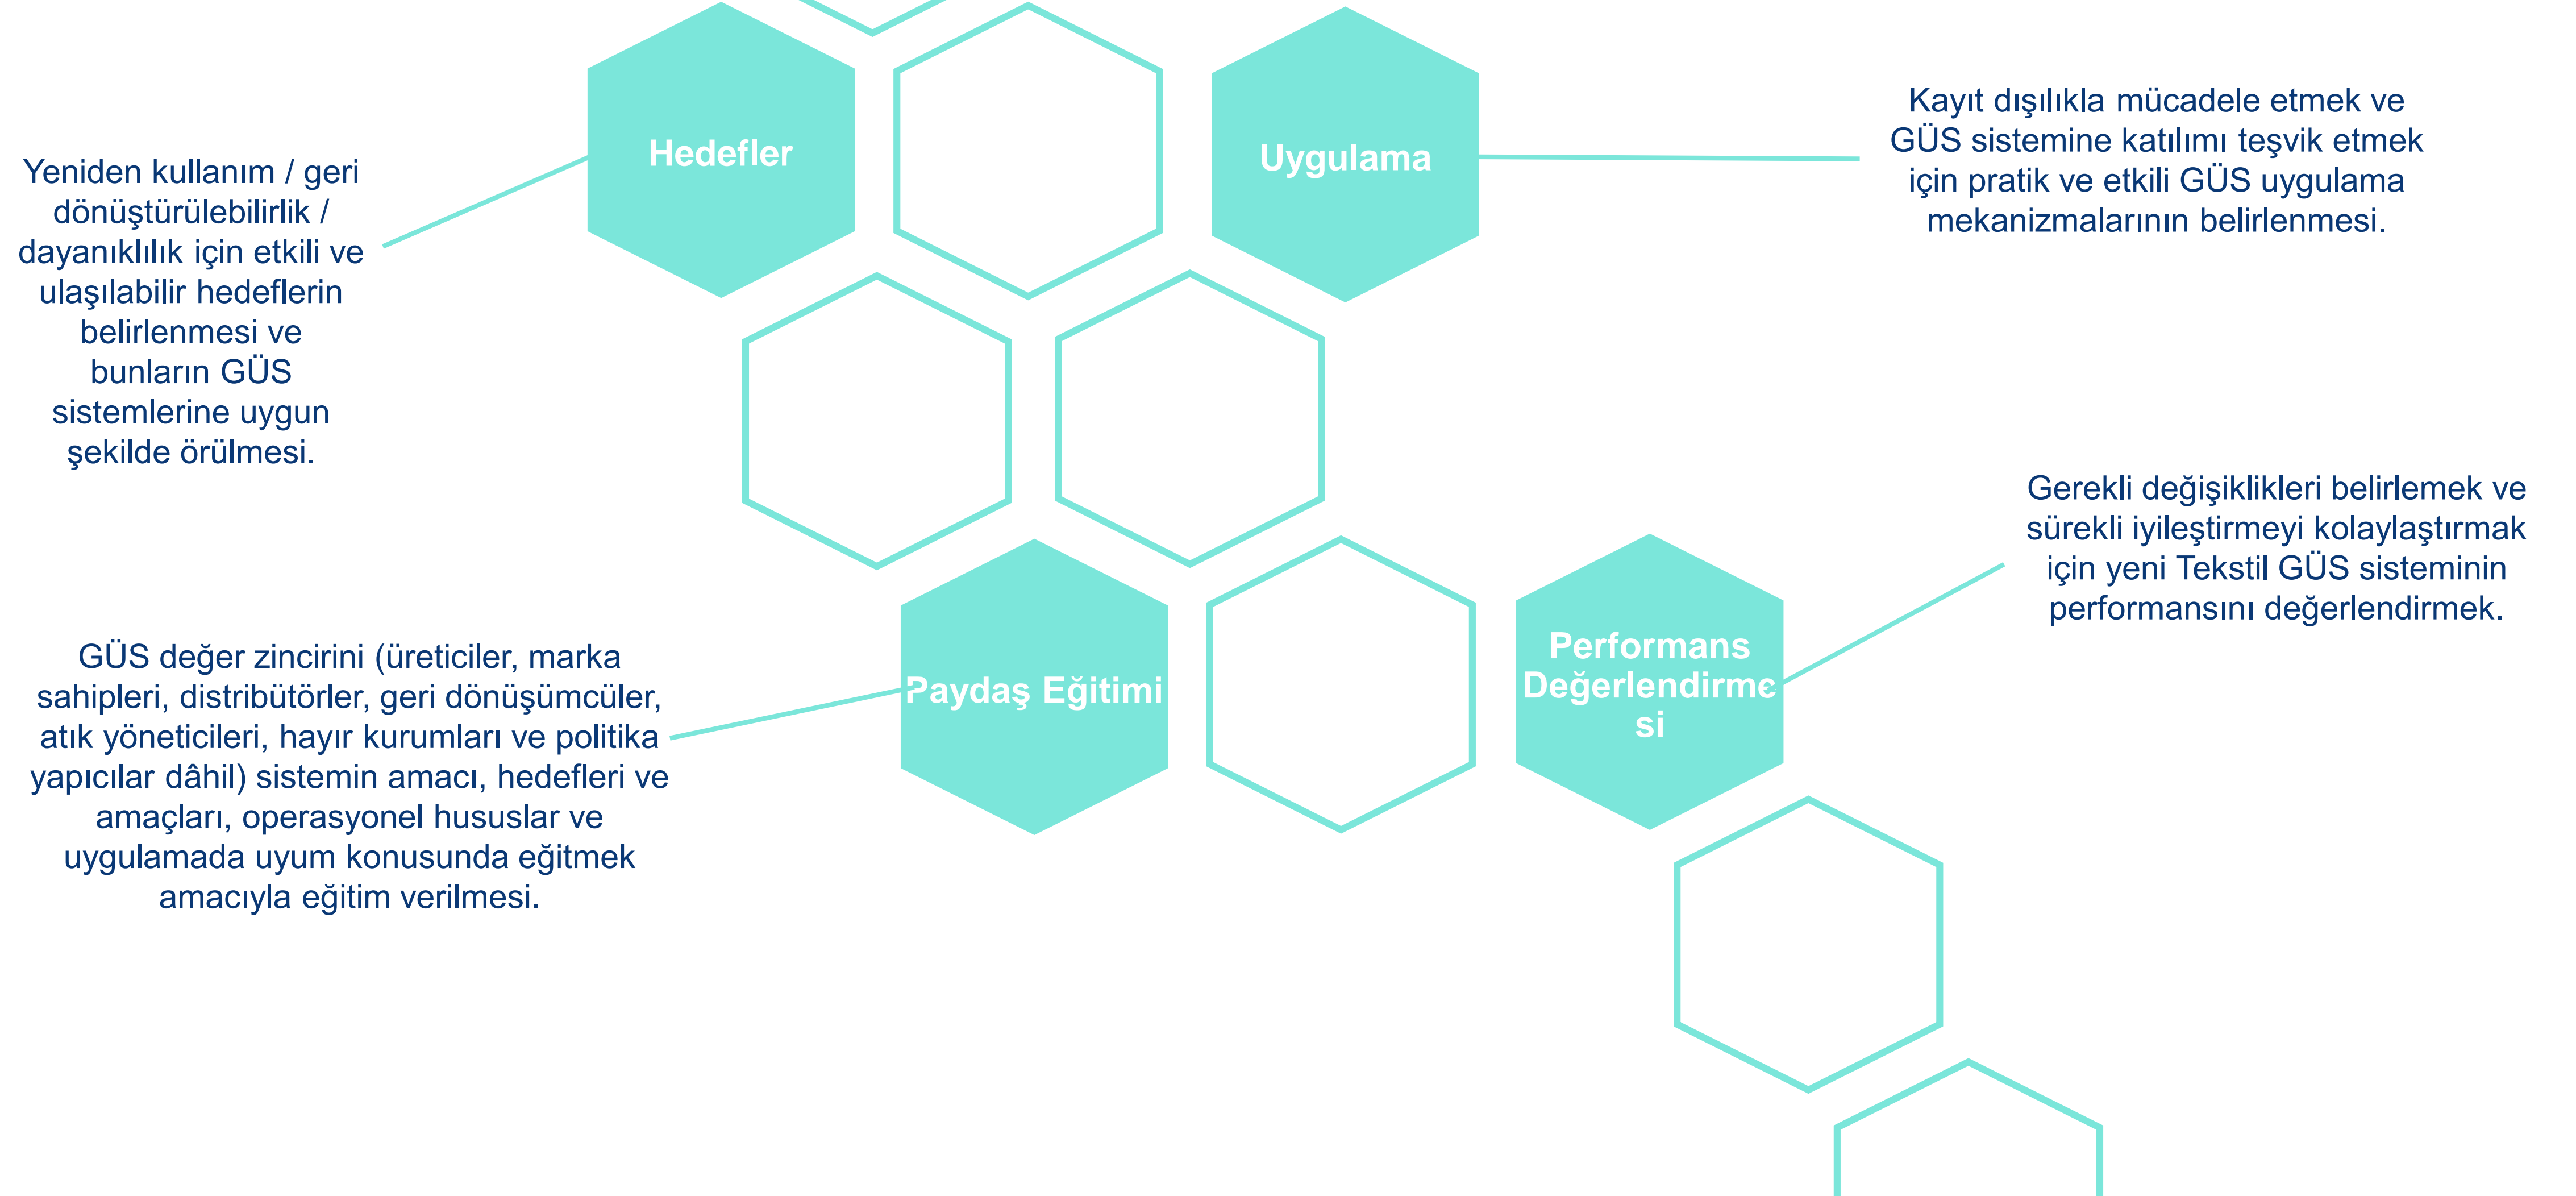 Hedefler
Yeniden kullanım / geri
dönüştürülebilirlik /
dayanıklılık için etkili ve
ulaşılabilir hedeflerin
belirlenmesi ve
bunların GÜS
sistemlerine uygun
şekilde örülmesi.
Uygulama
Kayıt dışılıkla mücadele etmek ve
GÜS sistemine katılımı teşvik etmek
için pratik ve etkili GÜS uygulama
mekanizmalarının belirlenmesi.
Paydaş Eğitimi
GÜS değer zincirini (üreticiler, marka
sahipleri, distribütörler, geri dönüşümcüler,
atık yöneticileri, hayır kurumları ve politika
yapıcılar dâhil) sistemin amacı, hedefleri ve
amaçları, operasyonel hususlar ve
uygulamada uyum konusunda eğitmek
amacıyla eğitim verilmesi.
Performans
Değerlendirme
si
Gerekli değişiklikleri belirlemek ve
sürekli iyileştirmeyi kolaylaştırmak
için yeni Tekstil GÜS sisteminin
performansını değerlendirmek.